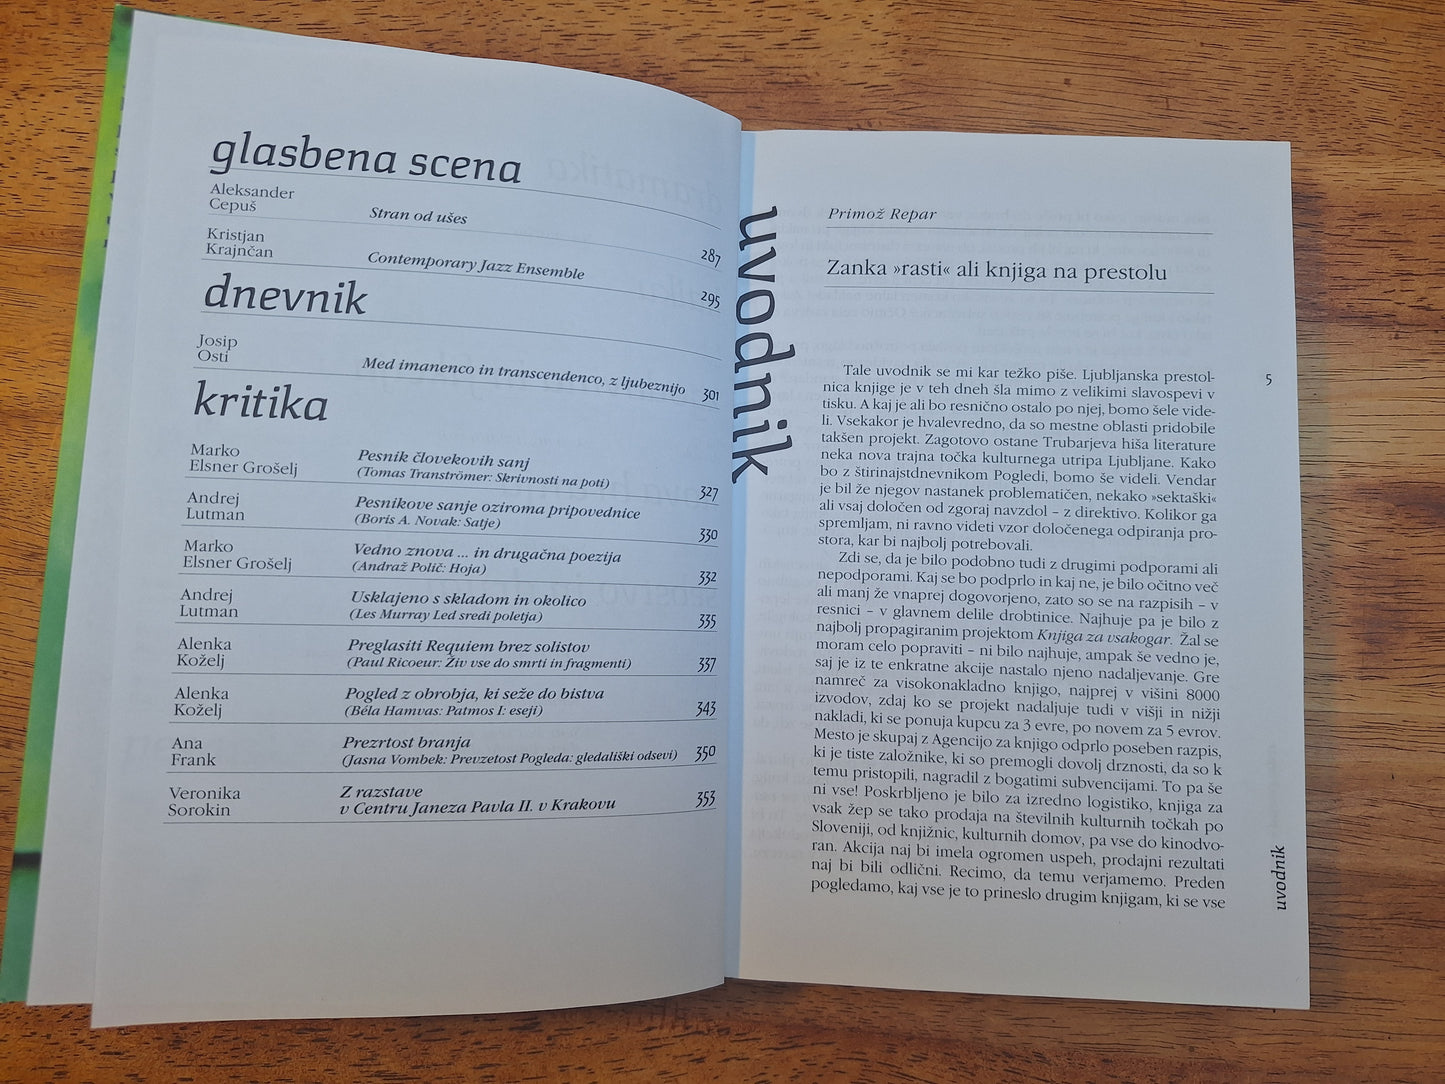 glasbena scena
Aleksander
Cepuš
Stran od ušes
287
Kristjan
Krajnčan
Contemporary Jazz Ensemble
295
dnevnik
Josip
Osti
Med imanenco in transcendenco, z ljubeznijo
301
kritika
Marko
Elsner Grošelj
Pesnik človekovih sanj
(Tomas Tranströmer: Skrivnosti na poti)
327
Andrej
Lutman
Pesnikove sanje oziroma pripovednice
(Boris A. Novak: Satje)
330
Marko
Elsner Grošelj
Vedno znova ... in drugačna poezija
(Andraž Polič: Hoja)
332
Andrej
Lutman
Usklajeno s skladom in okolico
(Les Murray Led sredi poletja)
335
Alenka
Koželj
Preglasiti Requiem brez solistov
(Paul Ricoeur: Živ vse do smrti in fragmenti)
337
Alenka
Koželj
Pogled z obrobja, ki seže do bistva
(Béla Hamvas: Patmos I: eseji)
343
Ana
Frank
Prezrtost branja
(Jasna Vombek: Prevzetost Pogleda: gledališki odsevi)
350
Veronika
Sorokin
Z razstave
v Centru Janeza Pavla II. v Krakovu
353
uvodnik
Primož Repar
Zanka »rasti« ali knjiga na prestolu
5
Tale uvodnik se mi kar težko piše. Ljubljanska prestol-
nica knjige je v teh dneh šla mimo z velikimi slavospevi v
tisku. A kaj je ali bo resnično ostalo po njej, bomo šele vide-
li. Vsekakor je hvalevredno, da so mestne oblasti pridobile
takšen projekt. Zagotovo ostane Trubarjeva hiša literature
neka nova trajna točka kulturnega utripa Ljubljane. Kako
bo z štirinajstdnevnikom Pogledi, bomo še videli. Vendar
je bil že njegov nastanek problematičen, nekako »sektaški«
ali vsaj določen od zgoraj navzdol – z direktivo. Kolikor ga
spremljam, ni ravno videti vzor določenega odpiranja pro-
stora, kar bi najbolj potrebovali.
Zdi se, da je bilo podobno tudi z drugimi podporami ali
nepodporami. Kaj se bo podprlo in kaj ne, je bilo očitno več
ali manj že vnaprej dogovorjeno, zato so se na razpisih – v
resnici – v glavnem delile drobtinice. Najhuje pa je bilo z
najbolj propagiranim projektom Knjiga za vsakogar. Žal se
moram celo popraviti – ni bilo najhuje, ampak še vedno je,
saj je iz te enkratne akcije nastalo njeno nadaljevanje. Gre
namreč za visokonakladno knjigo, najprej v višini 8000
izvodov, zdaj ko se projekt nadaljuje tudi v višji in nižji
nakladi, ki se ponuja kupcu za 3 evre, po novem za 5 evrov.
Mesto je skupaj z Agencijo za knjigo odprlo poseben razpis,
ki je tiste založnike, ki so premogli dovolj drznosti, da so k
temu pristopili, nagradil z bogatimi subvencijami. To pa še
ni vse! Poskrbljeno je bilo za izredno logistiko, knjiga za
vsak žep se tako prodaja na številnih kulturnih točkah po
Sloveniji, od knjižnic, kulturnih domov, pa vse do kinodvo-
ran. Akcija naj bi imela ogromen uspeh, prodajni rezultati
naj bi bili odlični. Recimo, da temu verjamemo. Preden
pogledamo, kaj vse je to prineslo drugim knjigam, ki se vse
uvodnik